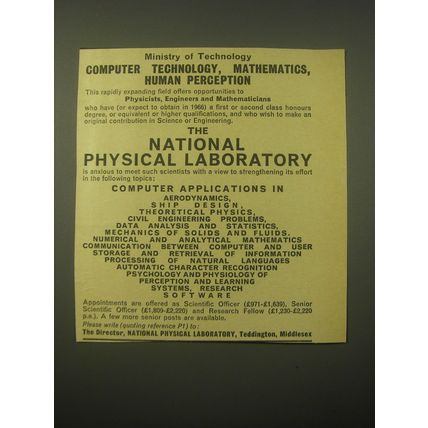 Ministry of Technology
COMPUTER TECHNOLOGY, MATHEMATICS,
HUMAN PERCEPTION
This rapidly expanding field offers opportunities to
Physicists, Engineers and Mathematicians
who have (or expect to obtain in 1966) a first or second class honours
degree, or equivalent or higher qualifications, and who wish to make an
original contribution in Science or Engineering.
THE
NATIONAL
PHYSICAL LABORATORY
is anxious to meet such scientists with a view to strengthening its effort
in the following topics:
COMPUTER APPLICATIONS IN
AERODYNAMICS,
SHIP DESIGN,
THEORETICAL PHYSICS,
CIVIL ENGINEERING PROBLEMS,
DATA ANALYSIS AND STATISTICS,
MECHANICS OF SOLIDS AND FLUIDS.
NUMERICAL AND ANALYTICAL MATHEMATICS
COMMUNICATION BETWEEN COMPUTER AND USER
STORAGE AND RETRIEVAL OF INFORMATION
PROCESSING OF NATURAL LANGUAGES
AUTOMATIC CHARACTER RECOGNITION
PSYCHOLOGY AND PHYSIOLOGY OF
PERCEPTION AND LEARNING
SYSTEMS, RESEARCH
SOFTWARE
Appointments are offered as Scientific Officer (£971-£1,639), Senior
Scientific Officer (£1,809-£2,220) and Research Fellow (£1,230-£2,220
p.a.). A few more senior posts are available.
Please write (quoting reference P1) to:
The Director, NATIONAL PHYSICAL LABORATORY, Teddington, Middlesex